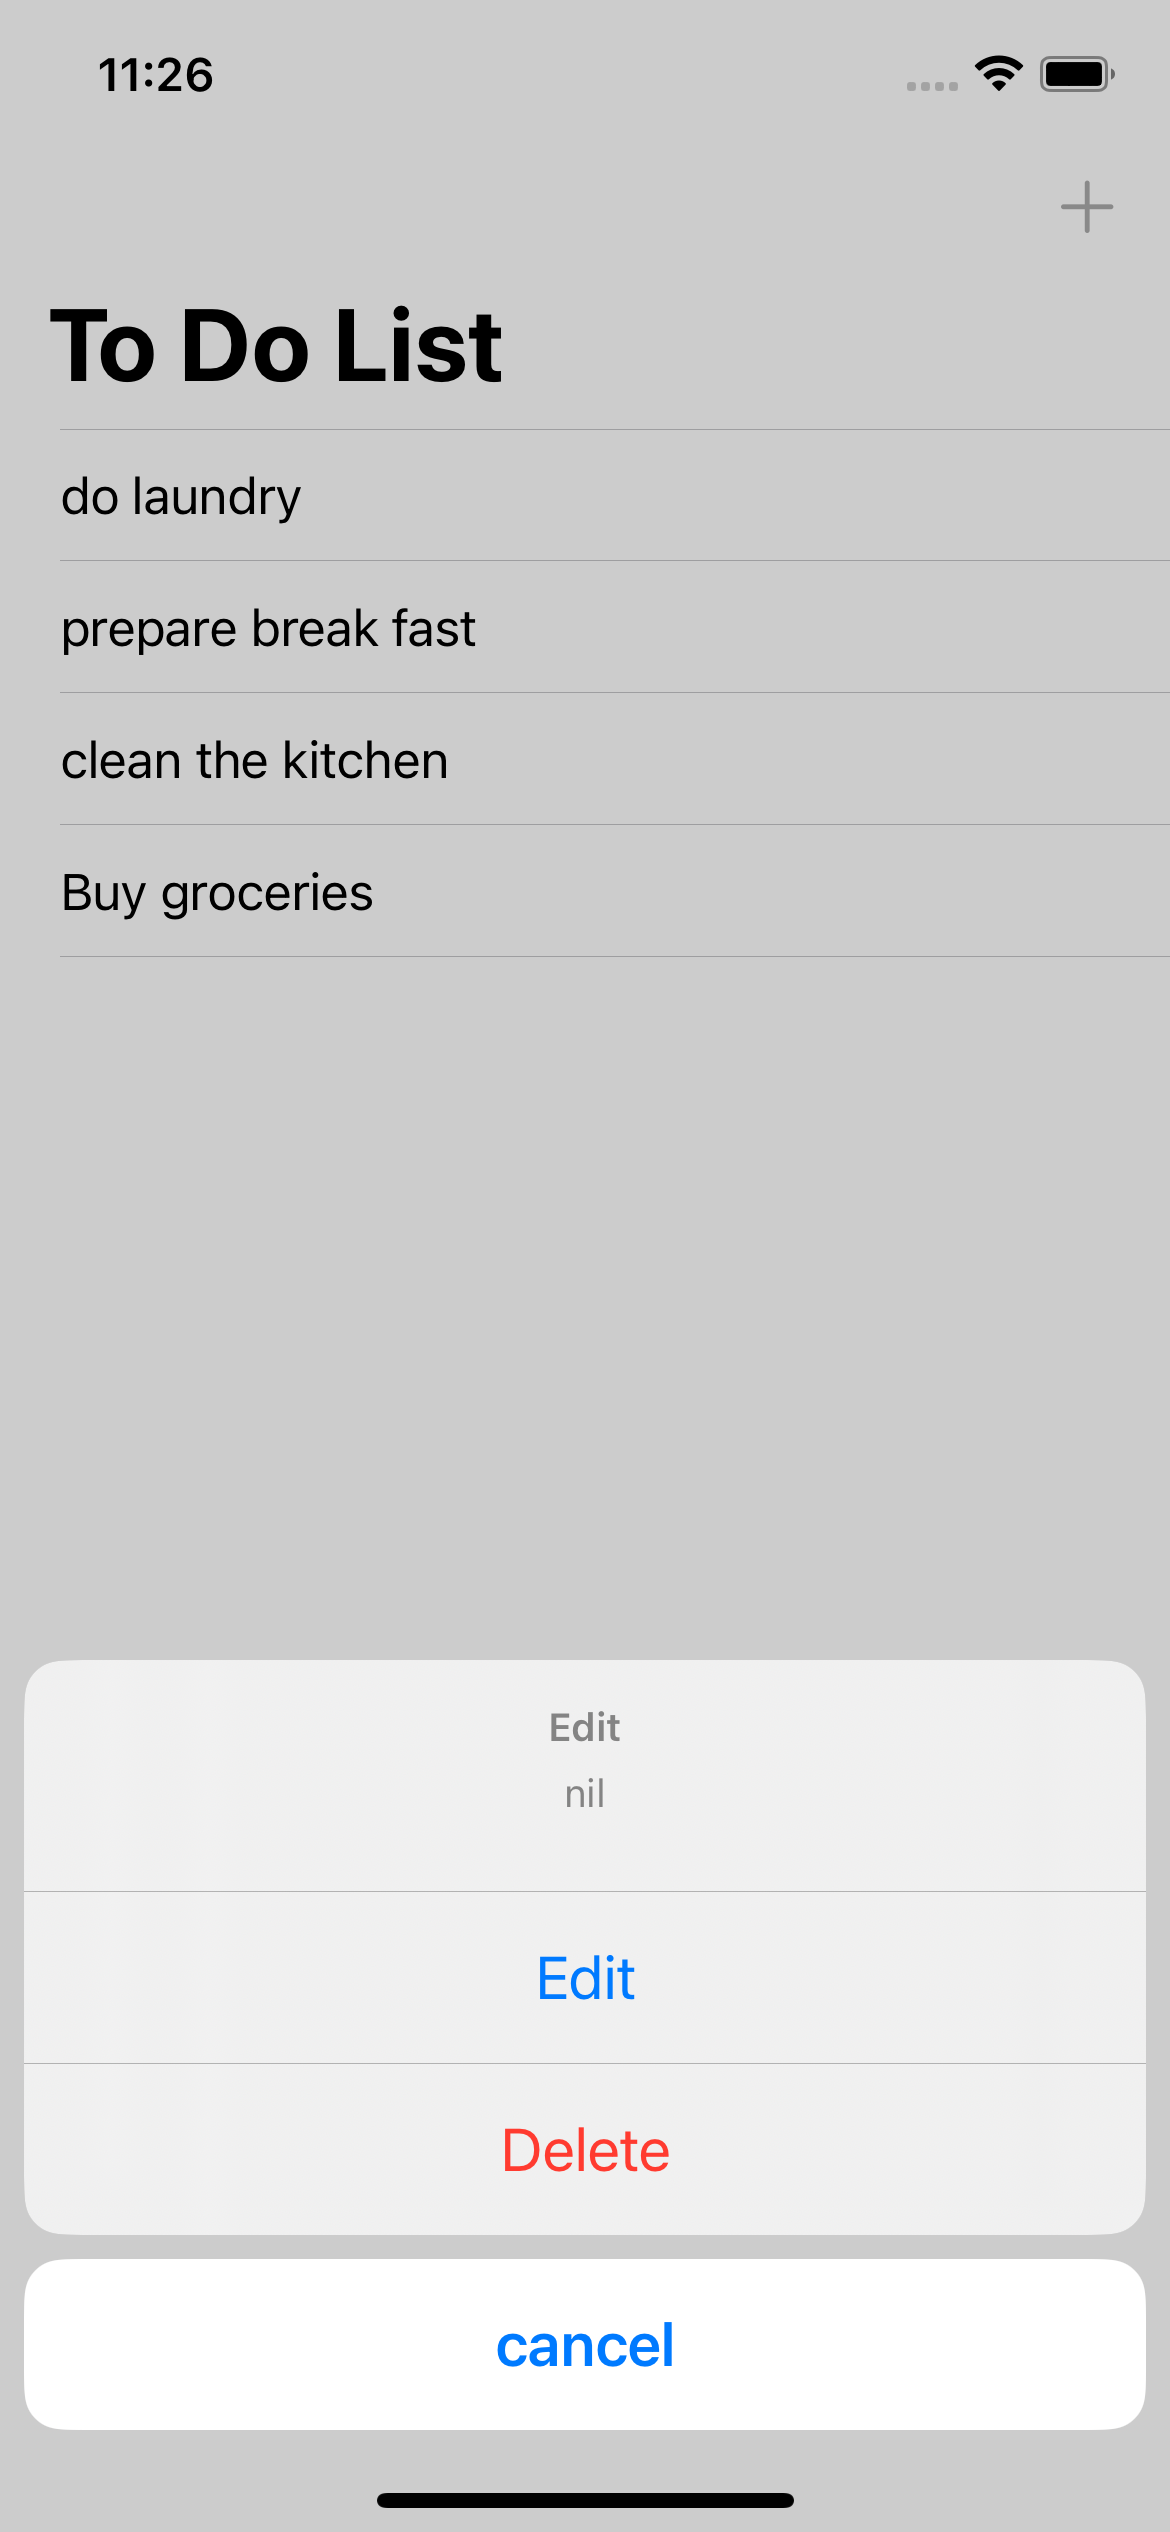 11:26
To Do List
do laundry
prepare break fast
clean the kitchen
Buy groceries
Edit
nil
Edit
Delete
cancel